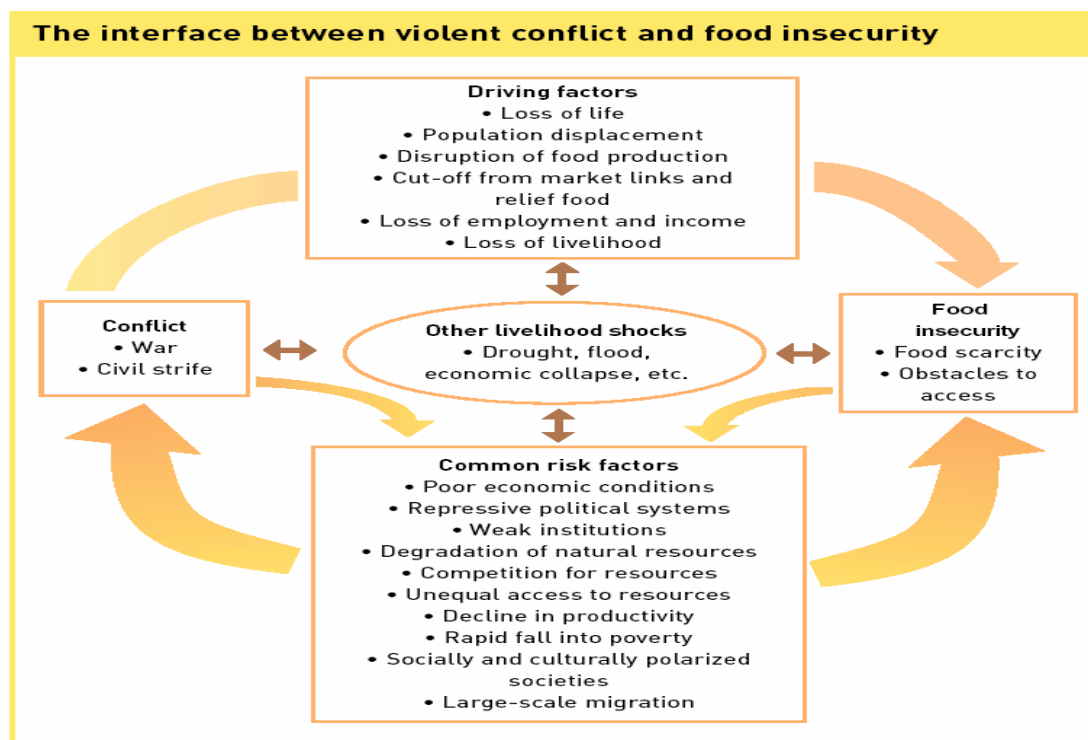 The interface between violent conflict and food insecurity
Driving factors
• Loss of life
• Population displacement
• Disruption of food production
• Cut-off from market links and
relief food
• Loss of employment and income
• Loss of livelihood
Conflict
• War
• Civil strife
Other livelihood shocks
• Drought, flood,
economic collapse, etc.
Food
insecurity
• Food scarcity
• Obstacles to
access
Common risk factors
• Poor economic conditions
• Repressive political systems
• Weak institutions
• Degradation of natural resources
• Competition for resources
• Unequal access to resources
• Decline in productivity
• Rapid fall into poverty
• Socially and culturally polarized
societies
• Large-scale migration